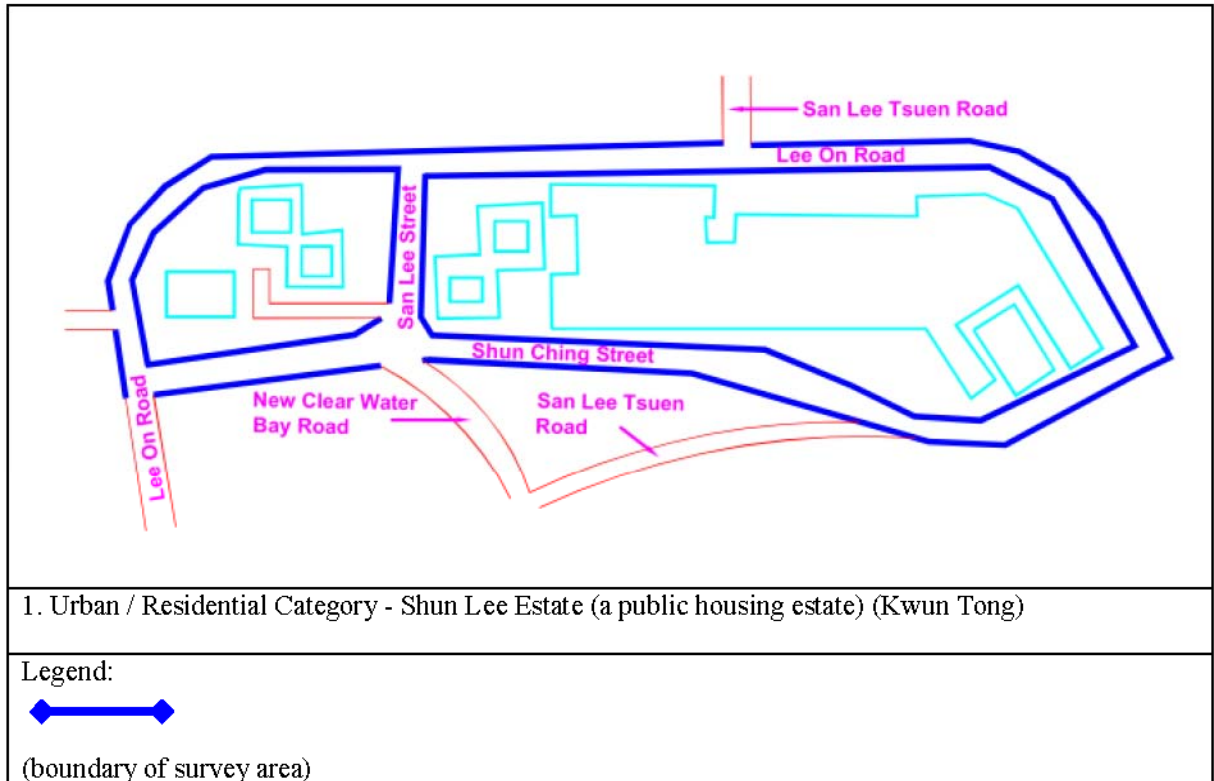 San Lee Tsuen Road
Lee On Road
San Lee Street
Shun Ching Street
New Clear Water
Bay Road
San Lee Tsuen
Road
Lee On Road
1. Urban / Residential Category - Shun Lee Estate (a public housing estate) (Kwun Tong)
Legend:
(boundary of survey area)